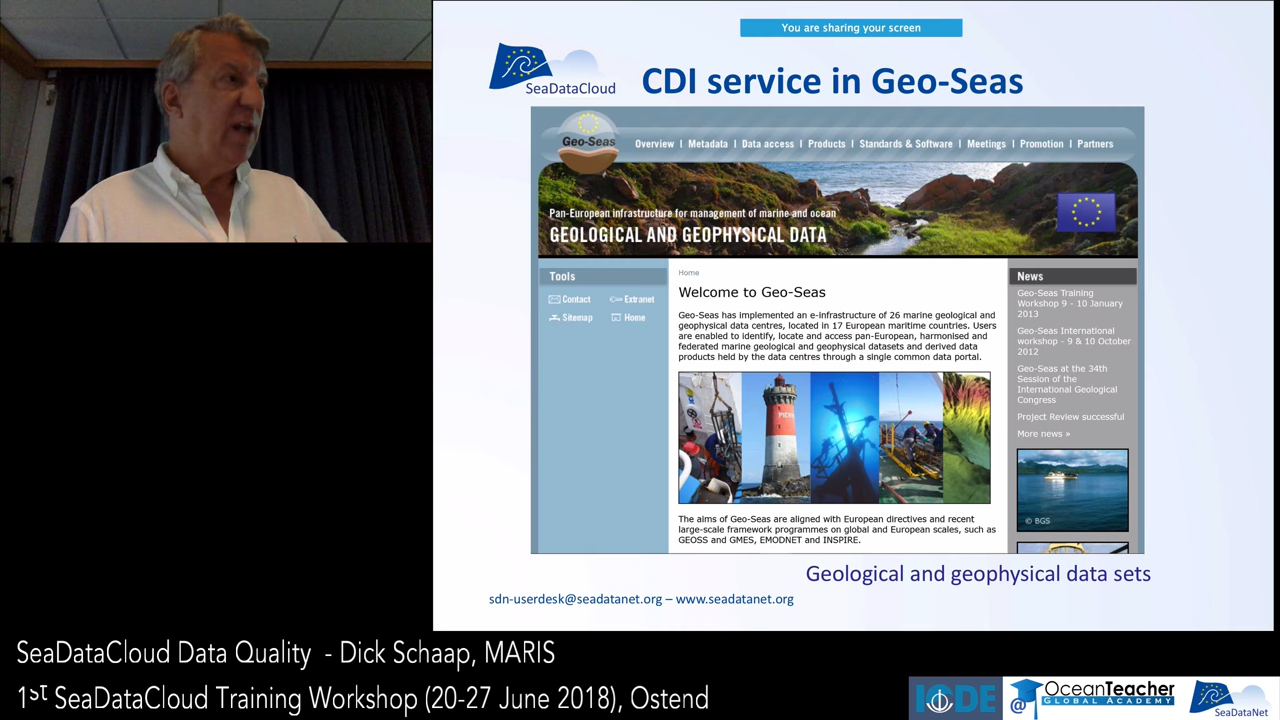 You are sharing your screen
SeaDataCloud
CDI service in Geo-Seas
Geo-Seas
Overview | Metadata | Data access | Products | Standards & Software | Meetings | Promotion | Partners
Pan-European infrastructure for management of marine and ocean
GEOLOGICAL AND GEOPHYSICAL DATA
Tools
Contact
Extranet
Sitemap
Home
Home
Welcome to Geo-Seas
Geo-Seas has implemented an e-infrastructure of 26 marine geological and
geophysical data centres, located in 17 European maritime countries. Users
are enabled to identify, locate and access pan-European, harmonised and
federated marine geological and geophysical datasets and derived data
products held by the data centres through a single common data portal.
The aims of Geo-Seas are aligned with European directives and recent
large-scale framework programmes on global and European scales, such as
GEOSS and GMES, EMODNET and INSPIRE.
News
Geo-Seas Training
Workshop 9 - 10 January
2013
Geo-Seas International
workshop - 9 & 10 October
2012
Geo-Seas at the 34th
Session of the
International Geological
Congress
Project Review successful
More news »
© BGS
Geological and geophysical data sets
sdn-userdesk@seadatanet.org – www.seadatanet.org
SeaDataCloud Data Quality - Dick Schaap, MARIS
1st SeaDataCloud Training Workshop (20-27 June 2018), Ostend
IODE
@
OceanTeacher
GLOBAL ACADEMY
SeaDataNet